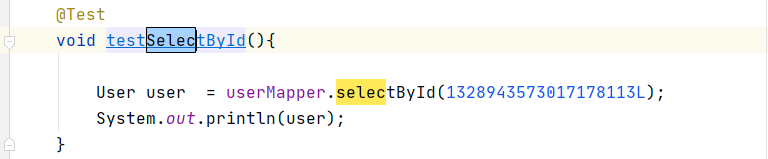 @Test
void testSelectById(){
User user  = userMapper.selectById(1328943573017178113L);
System.out.println(user);
}